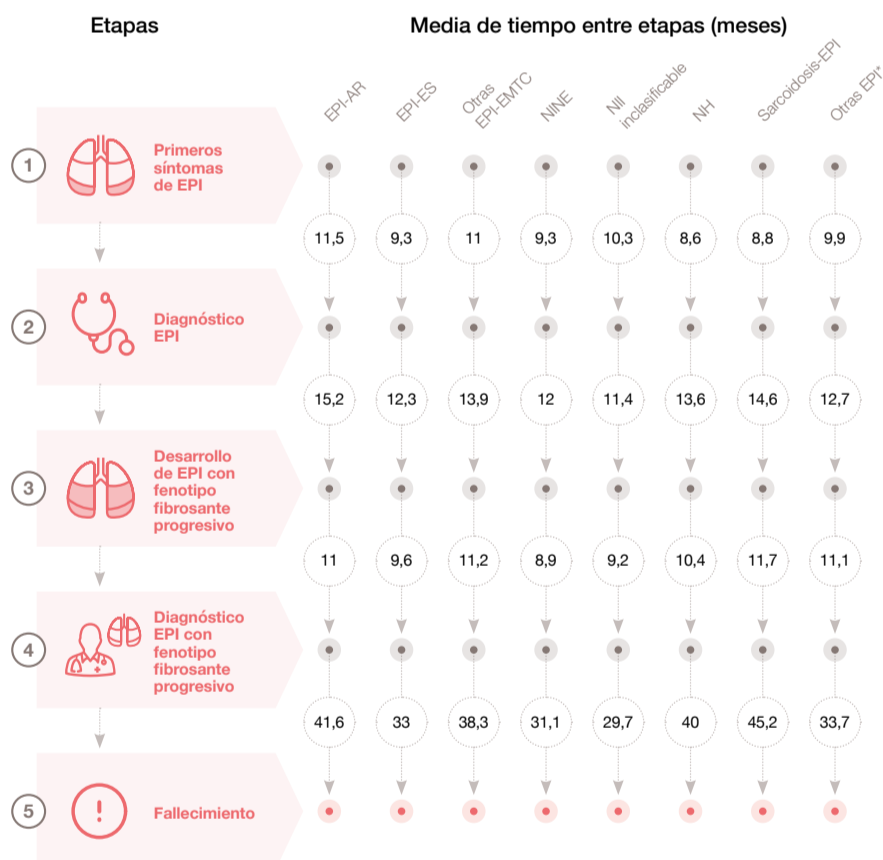 Etapas
Media de tiempo entre etapas (meses)
EPI-AR
EPI-ES
Otras
EPI-EMTC
NINE
NII
inclasificable
NH
Sarcoidosis-EPI
Otras EPI*
1
Primeros
síntomas
de EPI
11,5 9,3 11 9,3 10,3 8,6 8,8 9,9
2
Diagnóstico
EPI
15,2 12,3 13,9 12 11,4 13,6 14,6 12,7
3
Desarrollo
de EPI con
fenotipo
fibrosante
progresivo
11 9,6 11,2 8,9 9,2 10,4 11,7 11,1
4
Diagnóstico
EPI con
fenotipo
fibrosante
progresivo
41,6 33 38,3 31,1 29,7 40 45,2 33,7
5
Fallecimiento